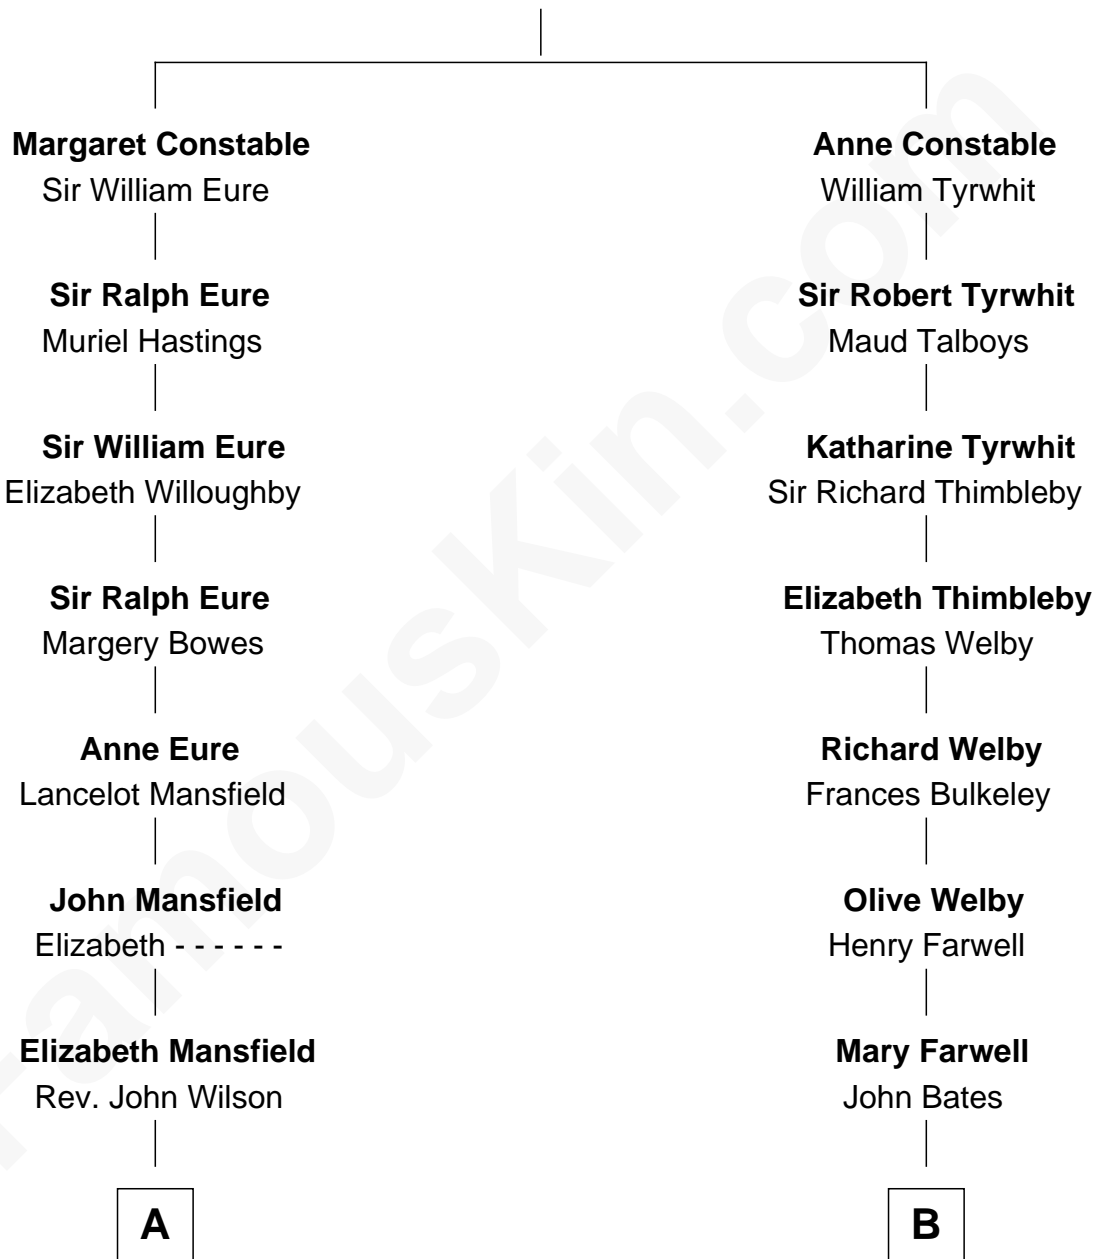 Margaret Constable
Sir William Eure
Anne Constable
William Tyrwhit
Sir Ralph Eure
Muriel Hastings
Sir Robert Tyrwhit
Maud Talboys
Sir William Eure
Elizabeth Willoughby
Katharine Tyrwhit
Sir Richard Thimbleby
Sir Ralph Eure
Margery Bowes
Elizabeth Thimbleby
Thomas Welby
Anne Eure
Lancelot Mansfield
Richard Welby
Frances Bulkeley
John Mansfield
Elizabeth - - - - - -
Olive Welby
Henry Farwell
Elizabeth Mansfield
Rev. John Wilson
Mary Farwell
John Bates
A
B
FamousKin.com